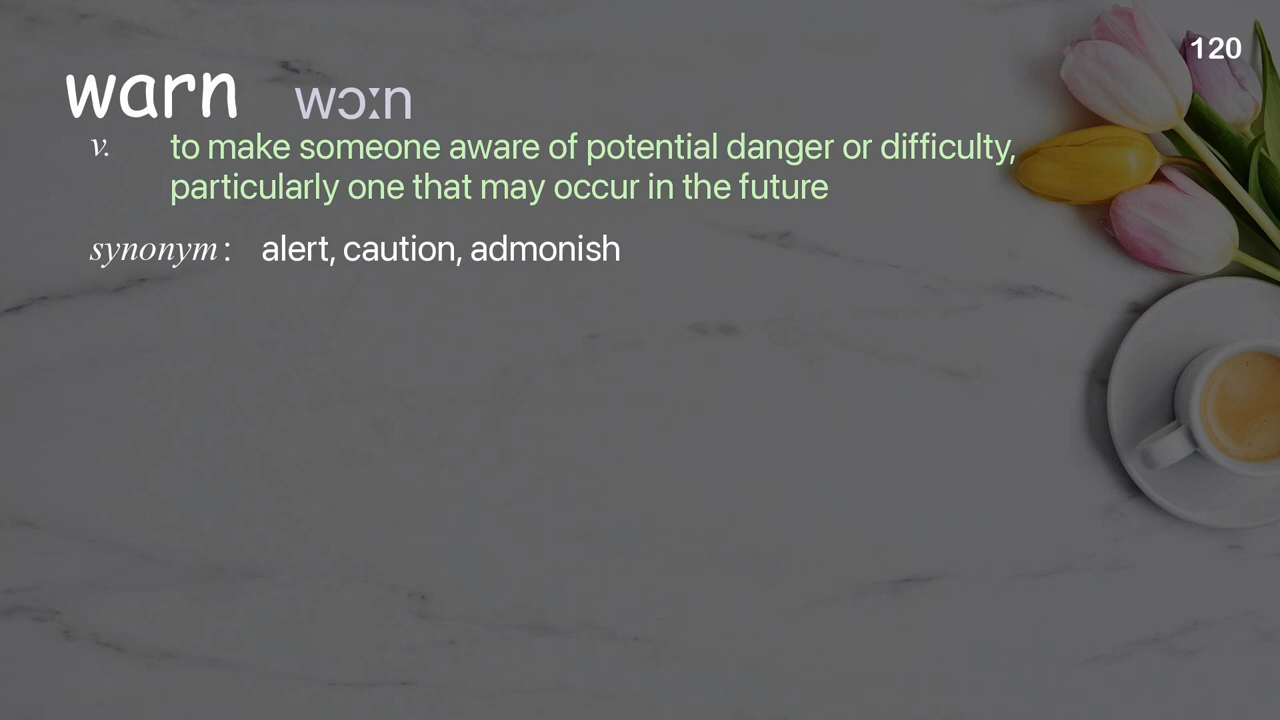 120
warn wɔːn
v. to make someone aware of potential danger or difficulty,
particularly one that may occur in the future
synonym : alert, caution, admonish